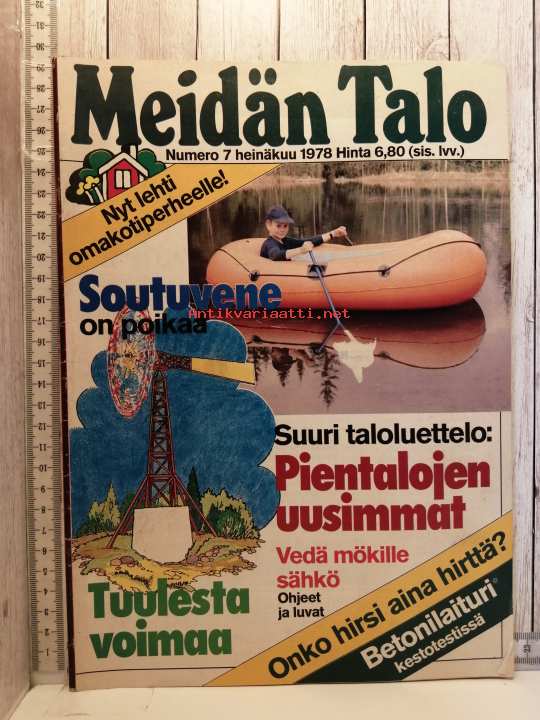 Meidän Talo
Numero 7 heinäkuu 1978 Hinta 6,80 (sis. lvv.)
Nyt lehti
omakotiperheelle!
Soutuvene
on poikaa
Antikvariaatti.net
Suuri taloluettelo:
Pientalojen
uusimmat
Vedä mökille
sähkö
Ohjeet
ja luvat
Tuulesta
voimaa
Onko hirsi aina hirttä?
Betonilaituri
kestotestissä